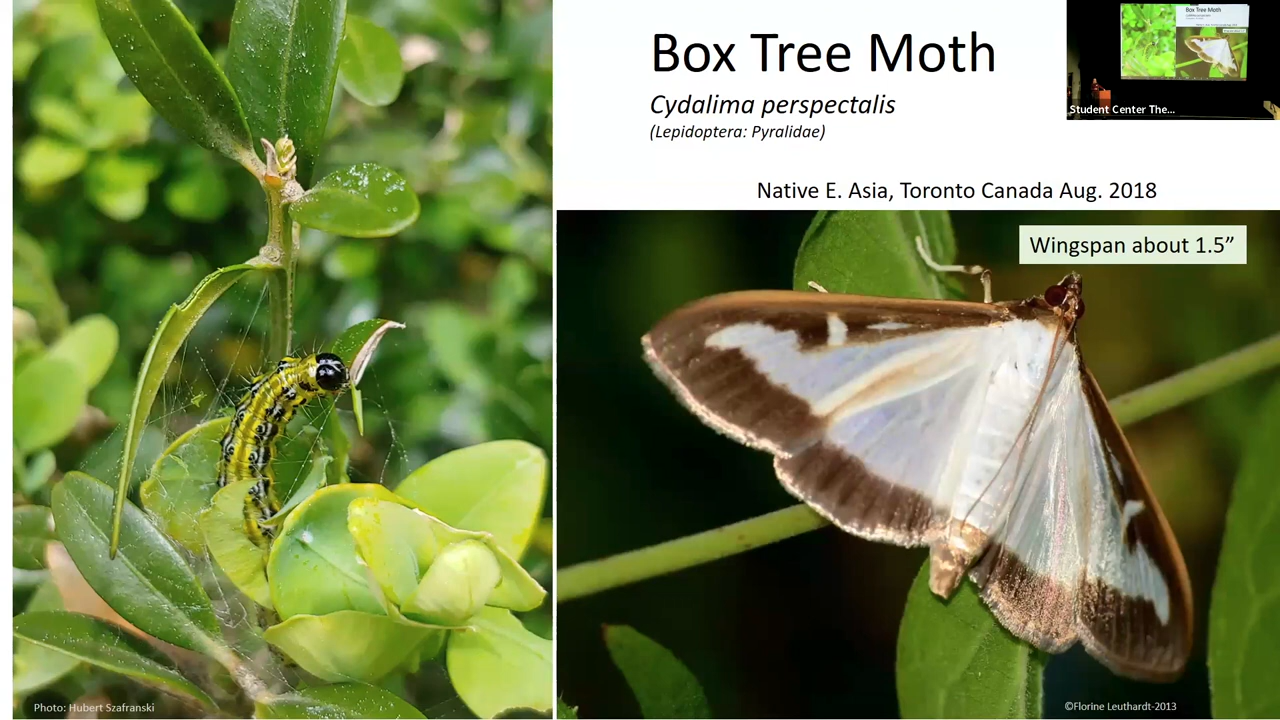 Box Tree Moth
Cydalima perspectalis
(Lepidoptera: Pyralidae)
Native E. Asia, Toronto Canada Aug. 2018
Wingspan about 1.5”
Photo: Hubert Szafranski
©Florine Leuthardt-2013
Box Tree Moth
Student Center The...